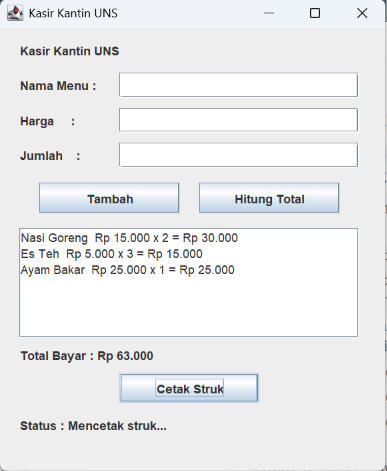 Kasir Kantin UNS
Kasir Kantin UNS
Nama Menu :
Harga :
Jumlah :
Tambah Hitung Total
Nasi Goreng Rp 15.000 x 2 = Rp 30.000
Es Teh Rp 5.000 x 3 = Rp 15.000
Ayam Bakar Rp 25.000 x 1 = Rp 25.000
Total Bayar : Rp 63.000
Cetak Struk
Status : Mencetak struk...